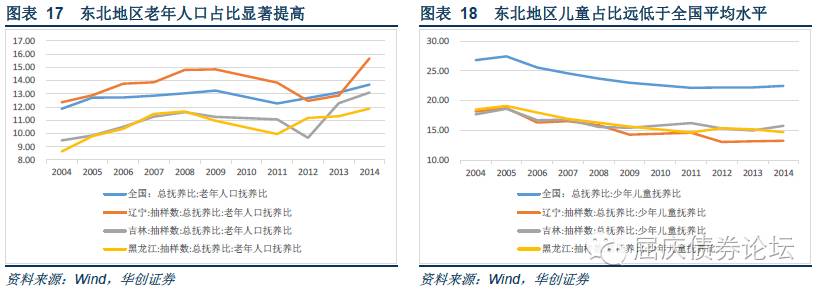 图表 17 东北地区老年人口占比显著提高
17.00
16.00
15.00
14.00
13.00
12.00
11.00
10.00
9.00
8.00
2004 2005 2006 2007 2008 2009 2010 2011 2012 2013 2014
全国：总抚养比:老年人口抚养比
辽宁:抽样数:总抚养比:老年人口抚养比
吉林:抽样数:总抚养比:老年人口抚养比
黑龙江:抽样数:总抚养比:老年人口抚养比
资料来源：Wind，华创证券
图表 18 东北地区儿童占比远低于全国平均水平
30.00
25.00
20.00
15.00
10.00
2004 2005 2006 2007 2008 2009 2010 2011 2012 2013 2014
全国：总抚养比:少年儿童抚养比
辽宁:抽样数:总抚养比:少年儿童抚养比
吉林:抽样数:总抚养比:少年儿童抚养比
黑龙江:抽样数:总抚养比:少年儿童抚养比
屈庆债券论坛
资料来源：Wind，华创证券